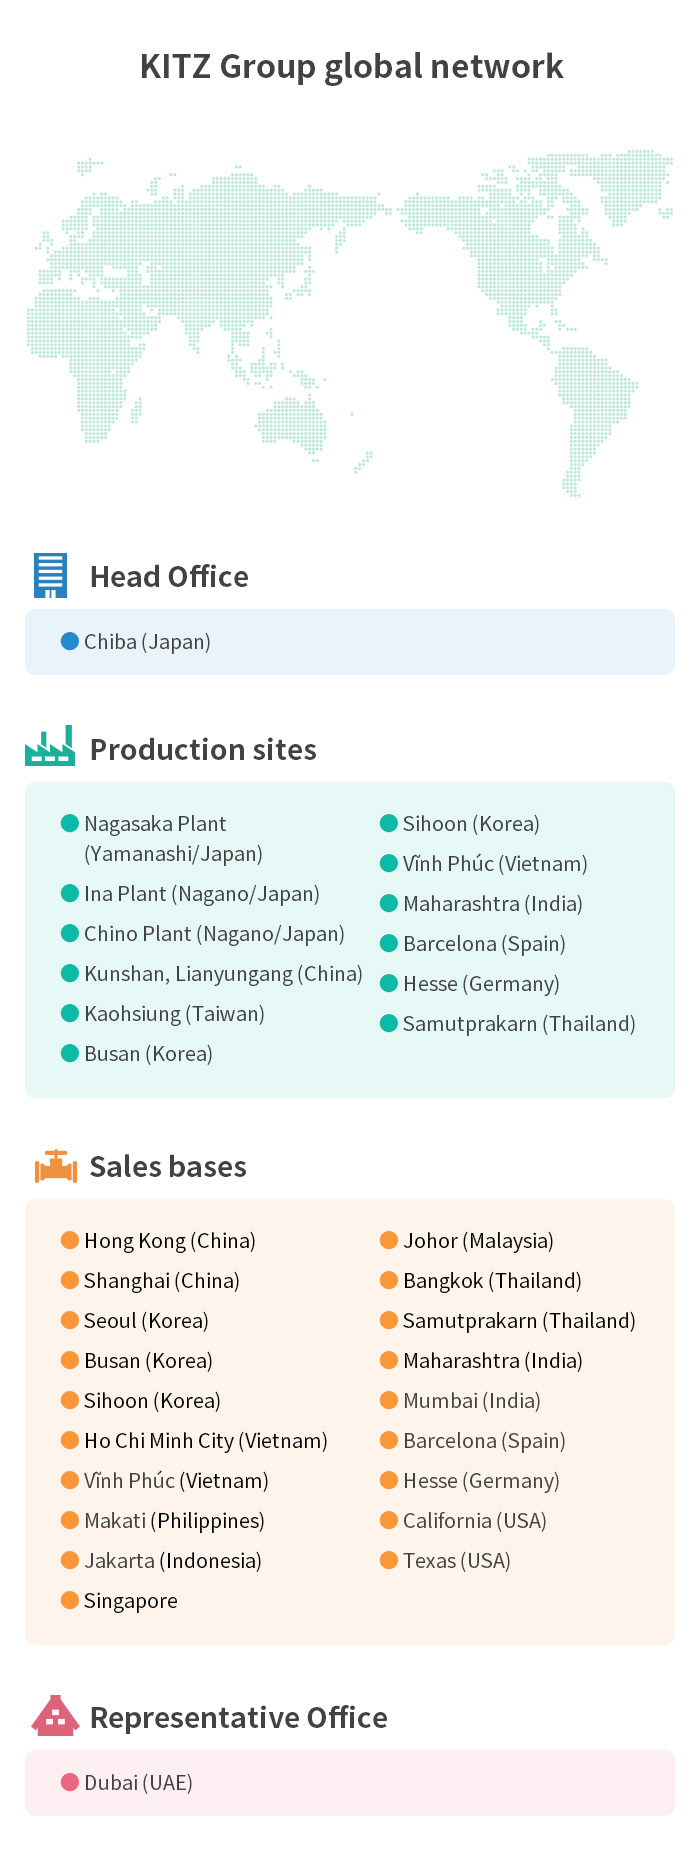 KITZ Group global network
Head Office
Chiba (Japan)
Production sites
Nagasaka Plant
(Yamanashi/Japan)
Ina Plant (Nagano/Japan)
Chino Plant (Nagano/Japan)
Kunshan, Lianyungang (China)
Kaohsiung (Taiwan)
Busan (Korea)
Sihoon (Korea)
Vĩnh Phúc (Vietnam)
Maharashtra (India)
Barcelona (Spain)
Hesse (Germany)
Samutprakarn (Thailand)
Sales bases
Hong Kong (China)
Shanghai (China)
Seoul (Korea)
Busan (Korea)
Sihoon (Korea)
Ho Chi Minh City (Vietnam)
Vĩnh Phúc (Vietnam)
Makati (Philippines)
Jakarta (Indonesia)
Singapore
Johor (Malaysia)
Bangkok (Thailand)
Samutprakarn (Thailand)
Maharashtra (India)
Mumbai (India)
Barcelona (Spain)
Hesse (Germany)
California (USA)
Texas (USA)
Representative Office
Dubai (UAE)